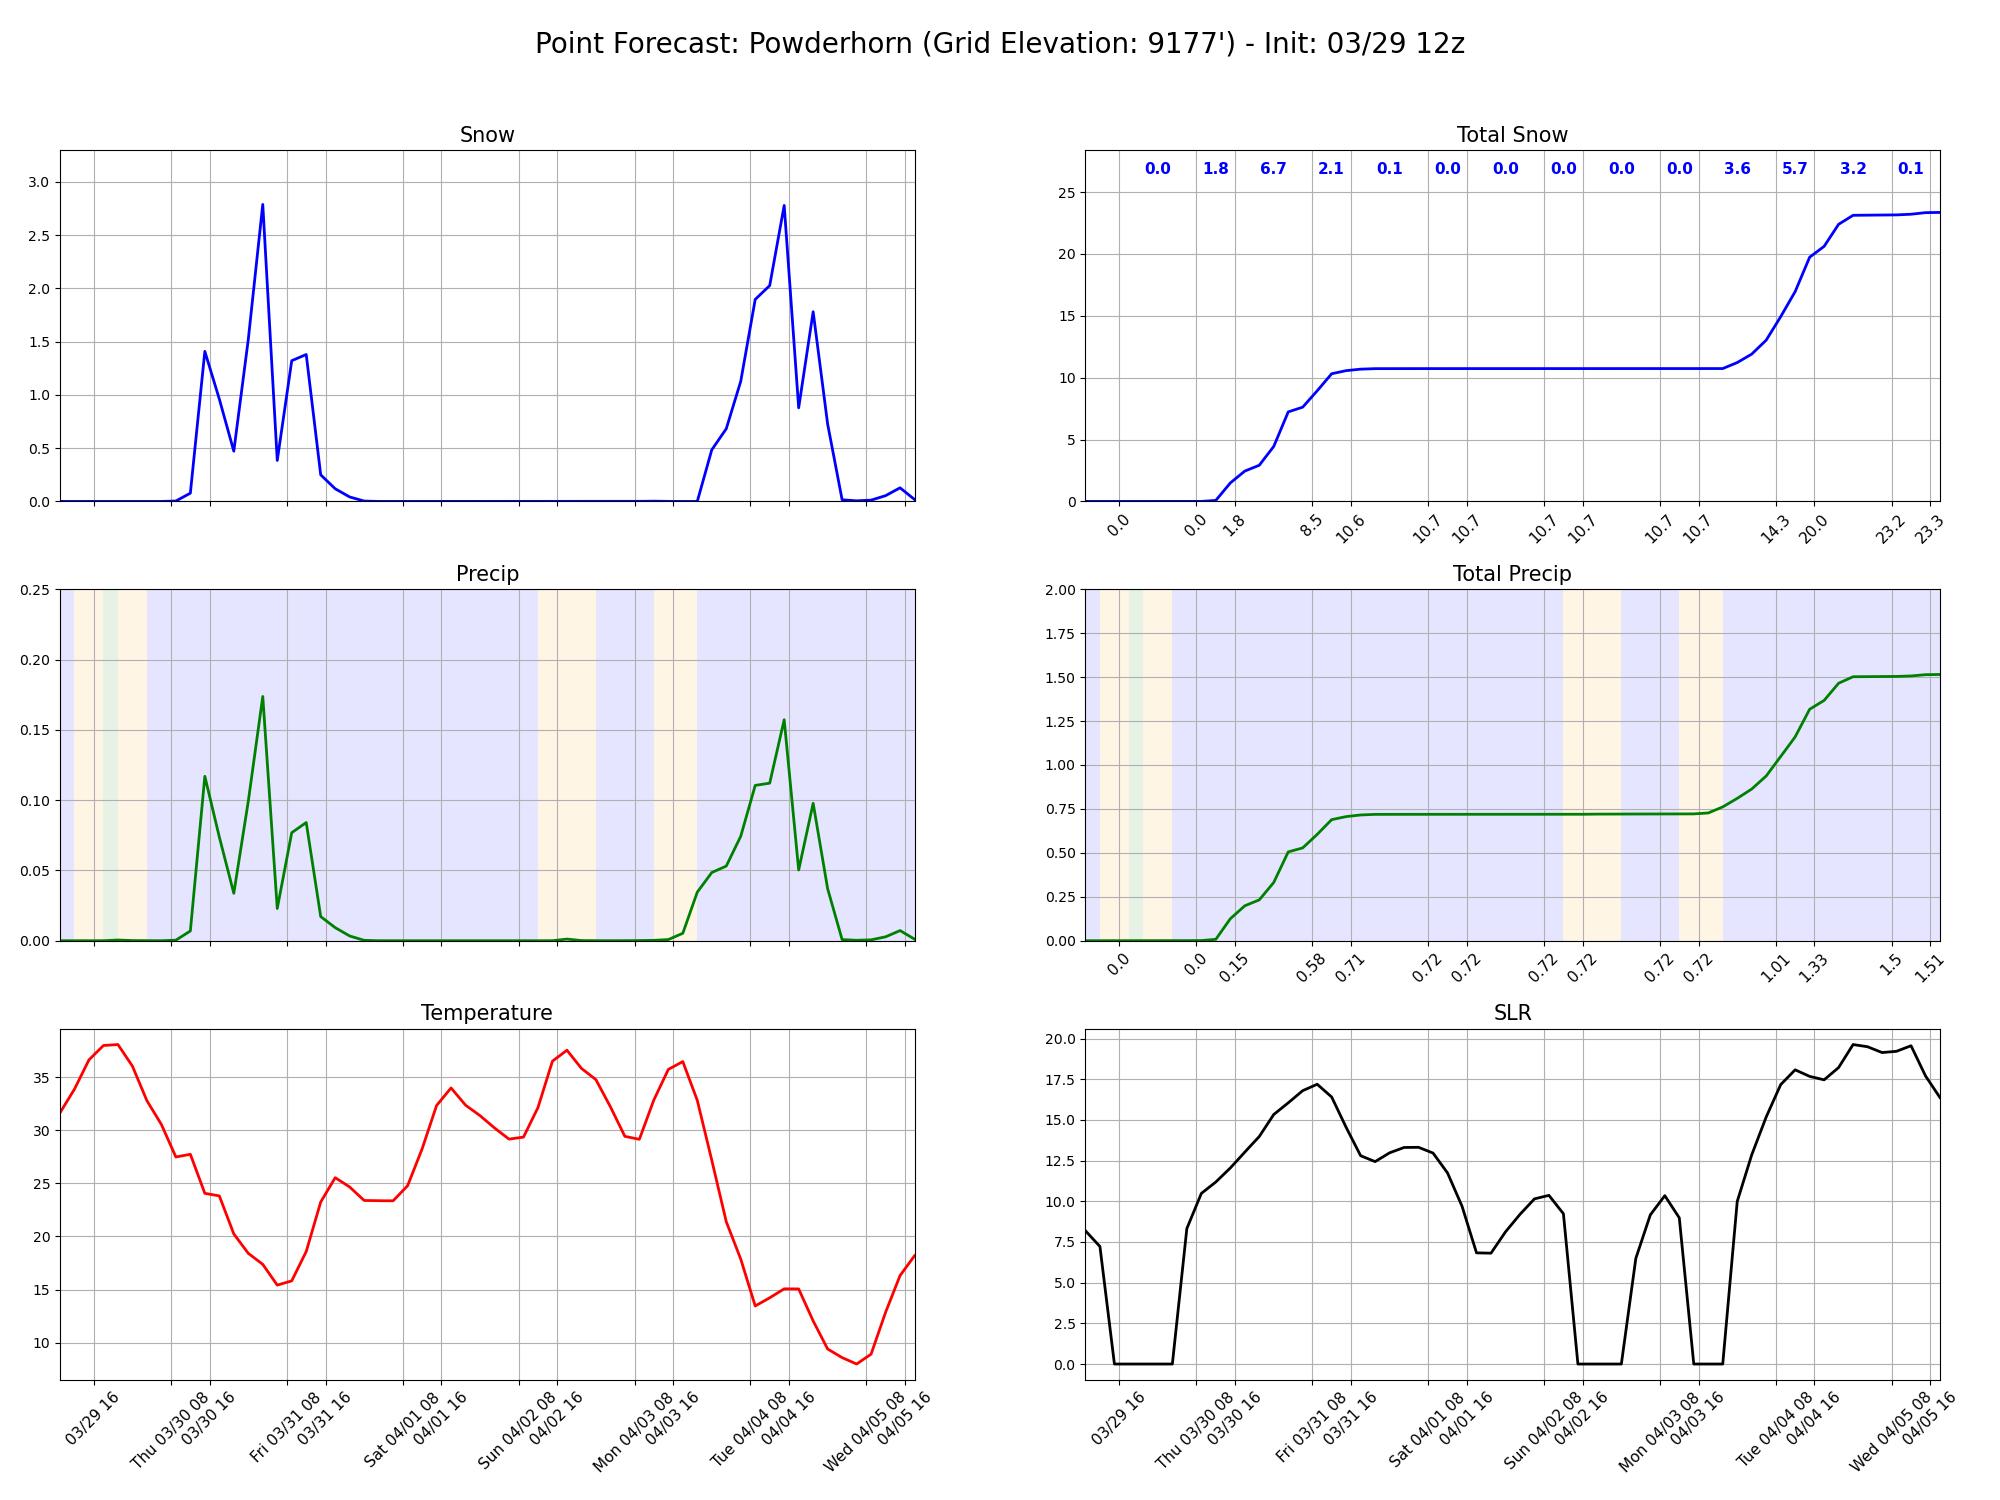 Point Forecast: Powderhorn (Grid Elevation: 9177') - Init: 03/29 12z
Snow
3.0
2.5
2.0
1.5
1.0
0.5
0.0
Total Snow
0.0 1.8 6.7 2.1 0.1 0.0 0.0 0.0 0.0 0.0 3.6 5.7 3.2 0.1
25
20
15
10
5
0
0.0 0.0 1.8 8.5 10.6 10.7 10.7 10.7 10.7 10.7 10.7 14.3 20.0 23.2 23.3
Precip
0.25
0.20
0.15
0.10
0.05
0.00
Total Precip
2.00
1.75
1.50
1.25
1.00
0.75
0.50
0.25
0.00
0.0 0.0 0.15 0.58 0.71 0.72 0.72 0.72 0.72 0.72 0.72 1.01 1.33 1.5 1.51
Temperature
35
30
25
20
15
10
03/29 16
Thu 03/30 08
03/30 16
Fri 03/31 08
03/31 16
Sat 04/01 08
04/01 16
Sun 04/02 08
04/02 16
Mon 04/03 08
04/03 16
Tue 04/04 08
04/04 16
Wed 04/05 08
04/05 16
SLR
20.0
17.5
15.0
12.5
10.0
7.5
5.0
2.5
0.0
03/29 16
Thu 03/30 08
03/30 16
Fri 03/31 08
03/31 16
Sat 04/01 08
04/01 16
Sun 04/02 08
04/02 16
Mon 04/03 08
04/03 16
Tue 04/04 08
04/04 16
Wed 04/05 08
04/05 16